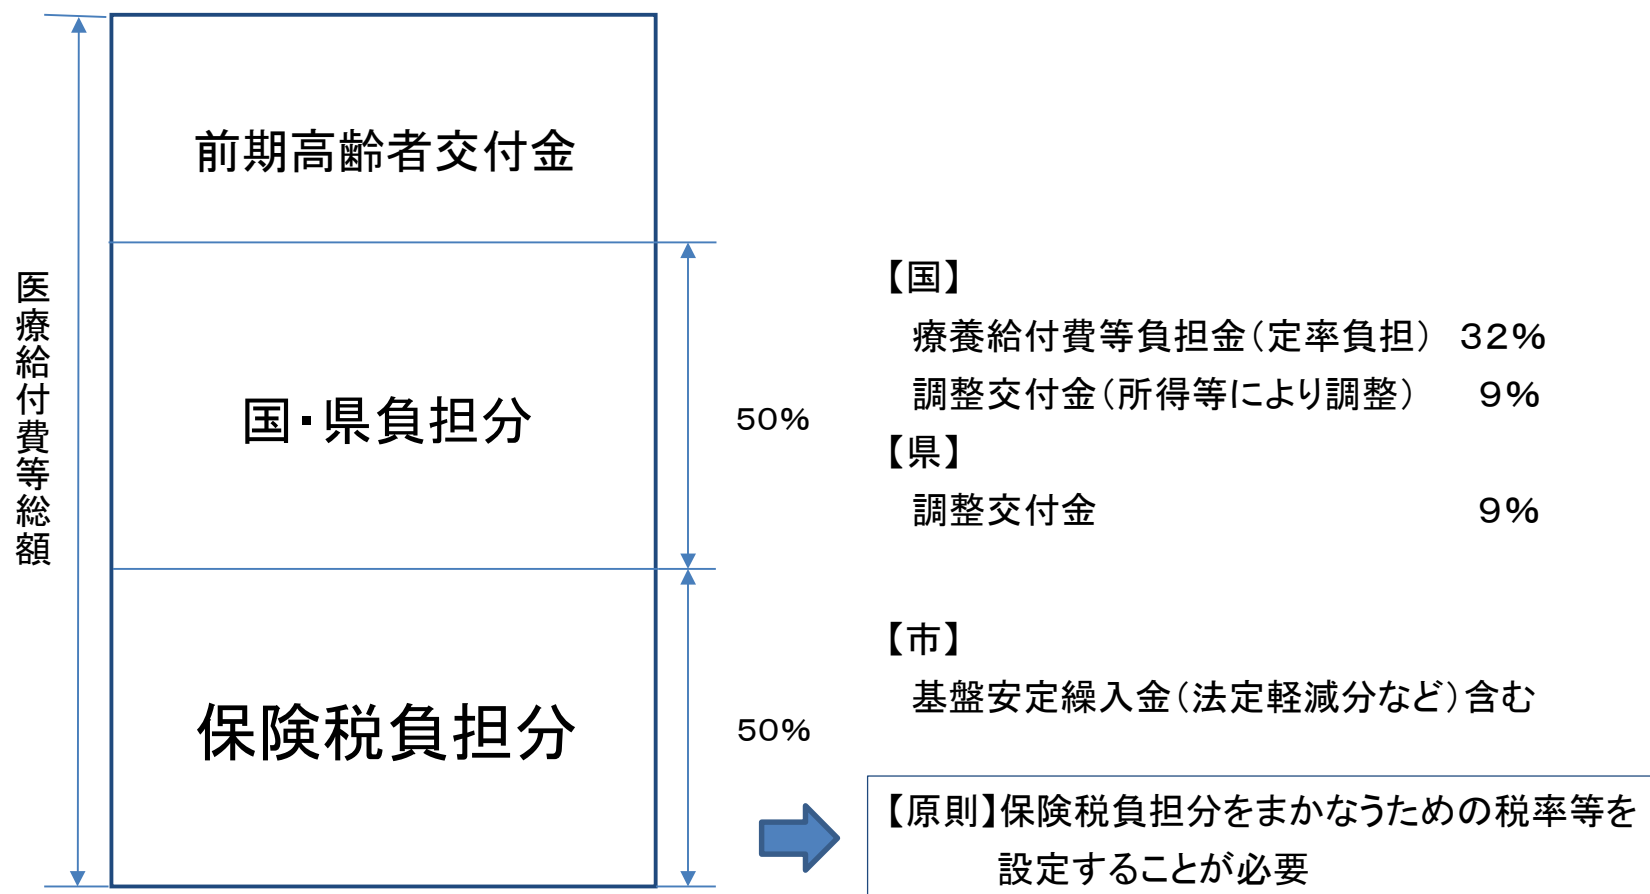 医療給付費等総額
前期高齢者交付金
国・県負担分
保険税負担分
50%
50%
【国】
療養給付費等負担金(定率負担) 32%
調整交付金(所得等により調整) 9%
【県】
調整交付金 9%
【市】
基盤安定繰入金(法定軽減分など)含む
【原則】保険税負担分をまかなうための税率等を
設定することが必要